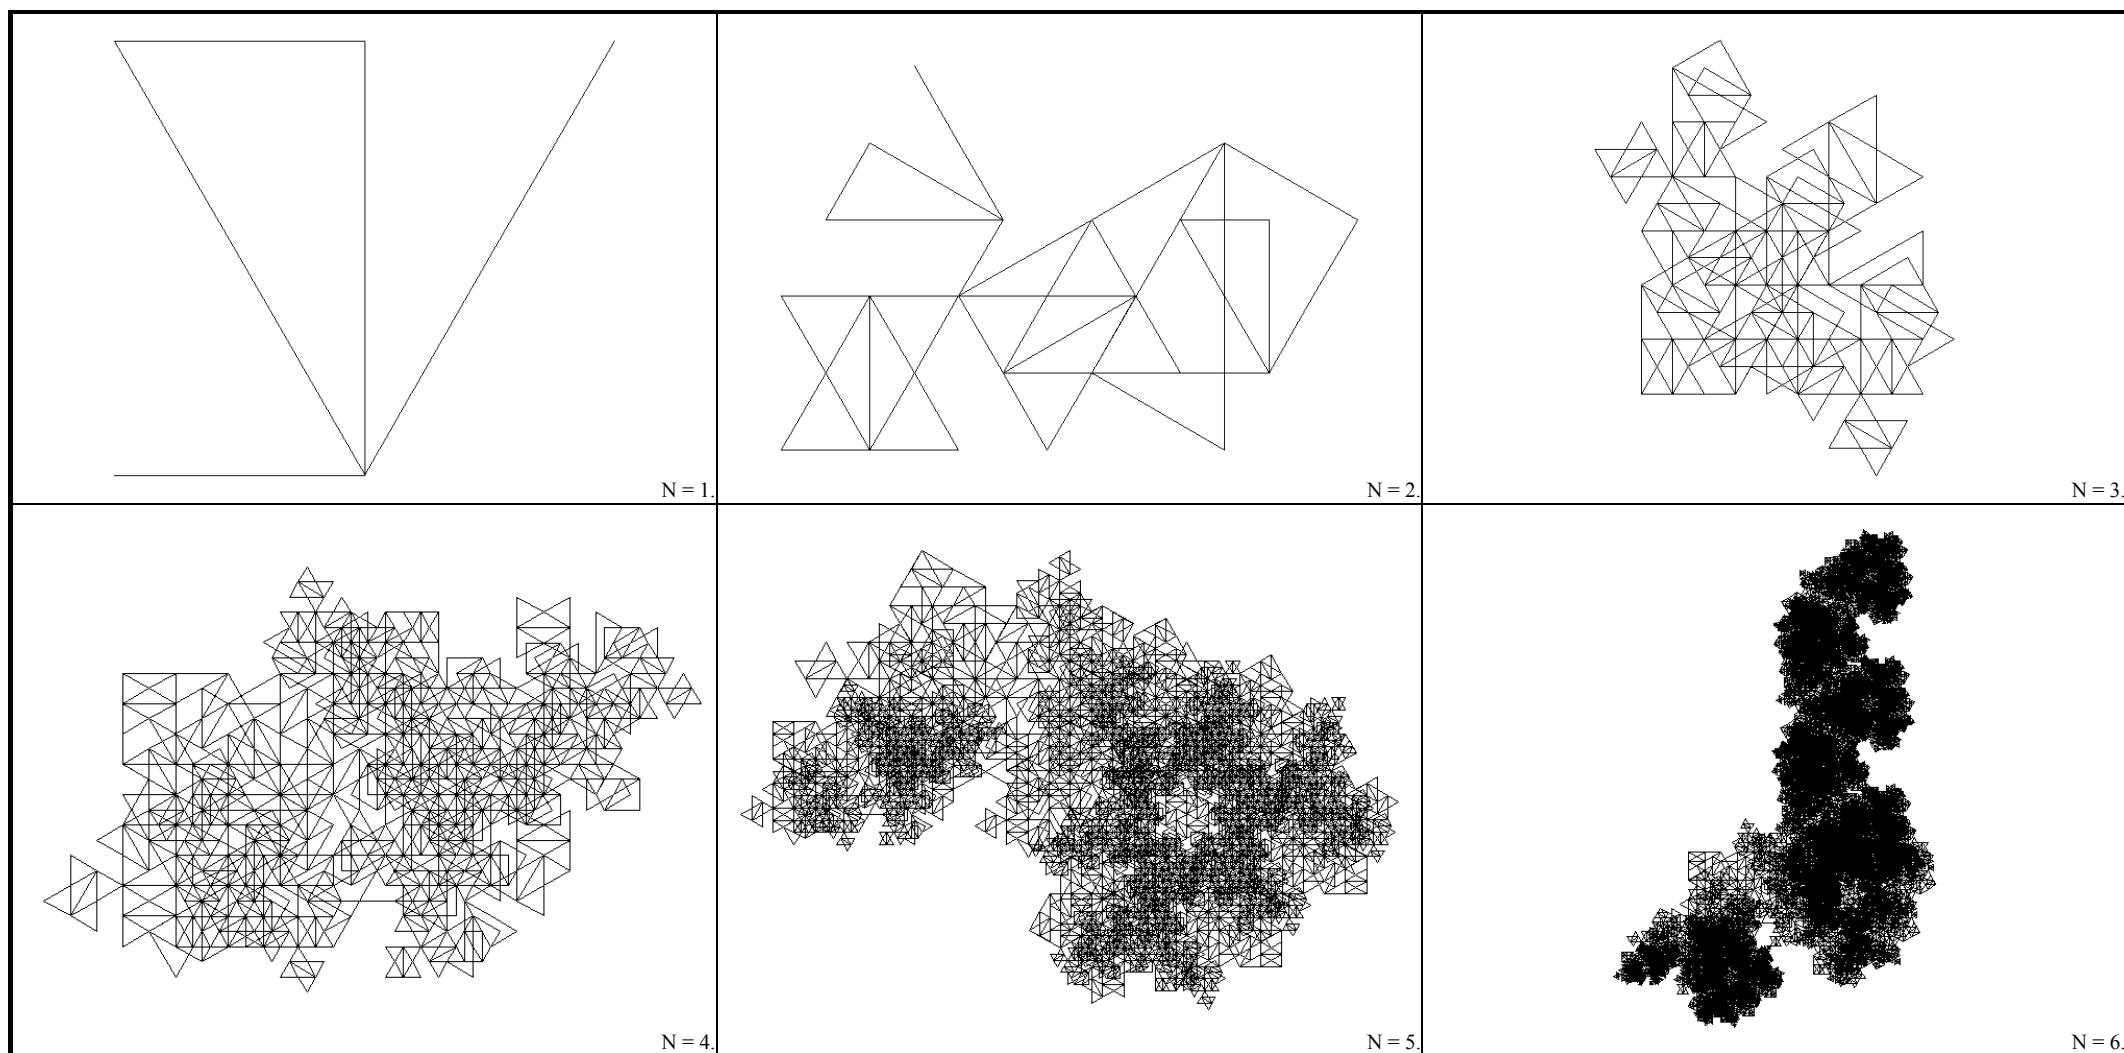 N = 1.
N = 2.
N = 3.
N = 4.
N = 5.
N = 6.